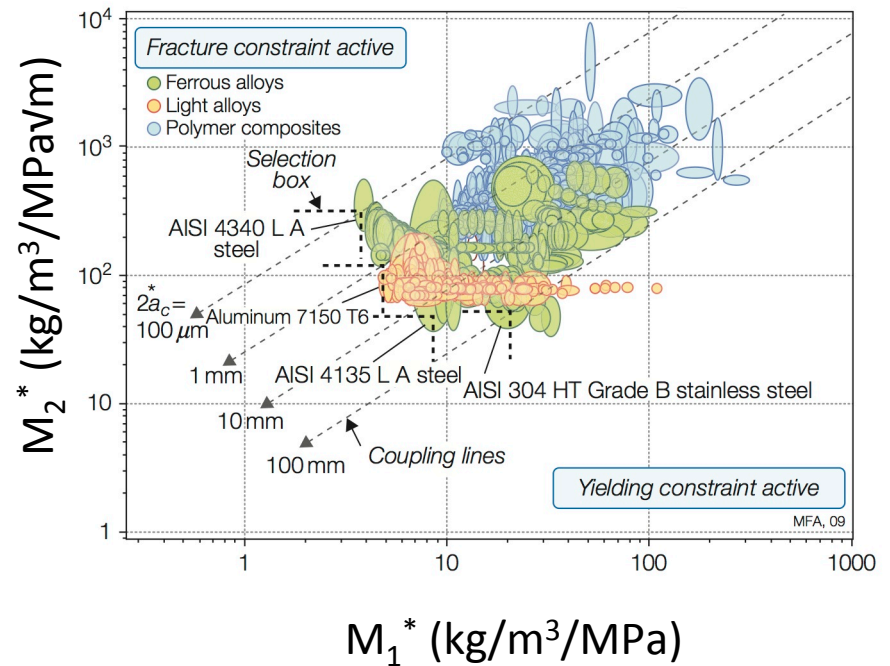 10⁴
Fracture constraint active
Ferrous alloys
Light alloys
Polymer composites
10³
Selection
box
AISI 4340 L A
steel
10²
2a*c=
100 μm
Aluminum 7150 T6
1 mm
AISI 4135 L A steel
AISI 304 HT Grade B stainless steel
10
10 mm
100 mm
Coupling lines
Yielding constraint active
MFA, 09
1
1
10
100
1000
M₂* (kg/m³/MPa√m)
M₁* (kg/m³/MPa)